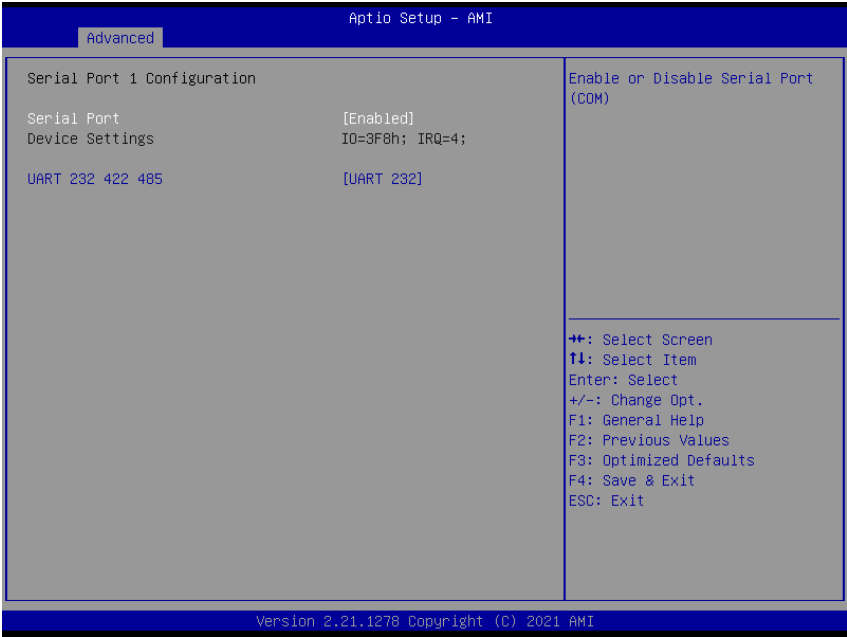 Aptio Setup – AMI
Advanced
Serial Port 1 Configuration
Serial Port [Enabled]
Device Settings IO=3F8h; IRQ=4;
UART 232 422 485 [UART 232]
Enable or Disable Serial Port
(COM)
→←: Select Screen
↑↓: Select Item
Enter: Select
+/-: Change Opt.
F1: General Help
F2: Previous Values
F3: Optimized Defaults
F4: Save & Exit
ESC: Exit
Version 2.21.1278 Copyright (C) 2021 AMI